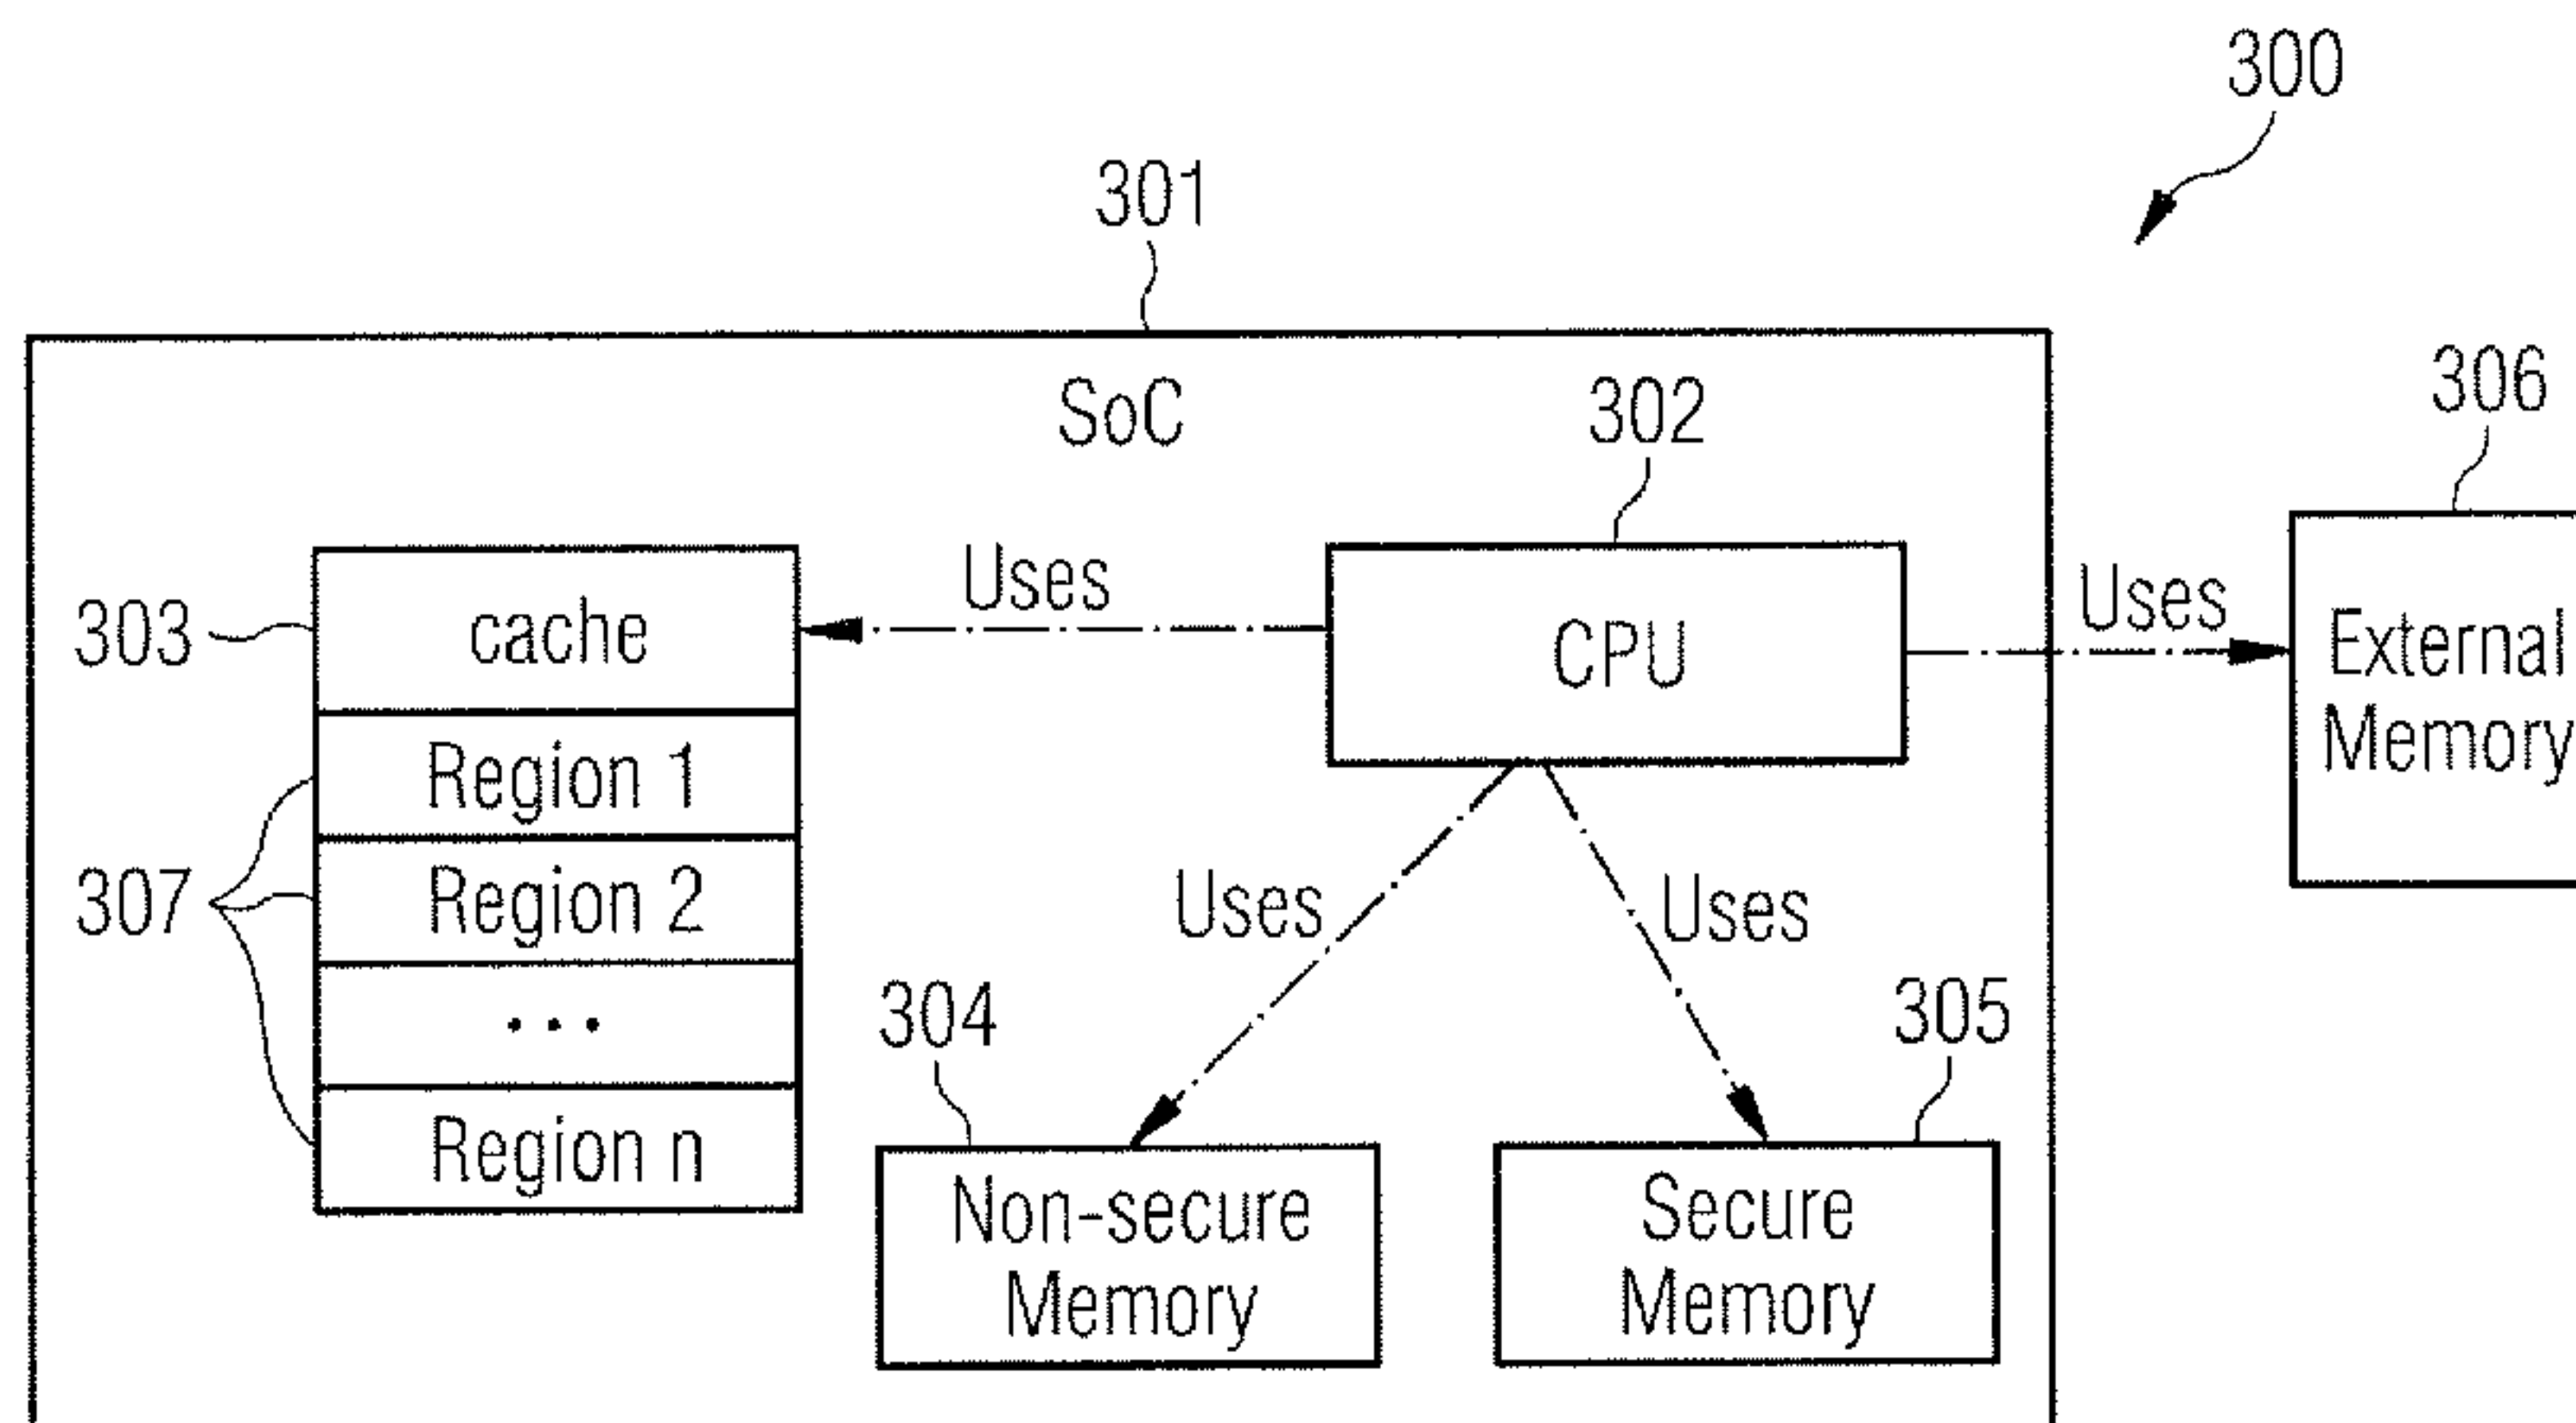 300
301
SoC
302
306
303
cache
Uses
CPU
Uses
External
Memory
Region 1
307
Region 2
Uses
Uses
...
304
305
Region n
Non-secure
Memory
Secure
Memory